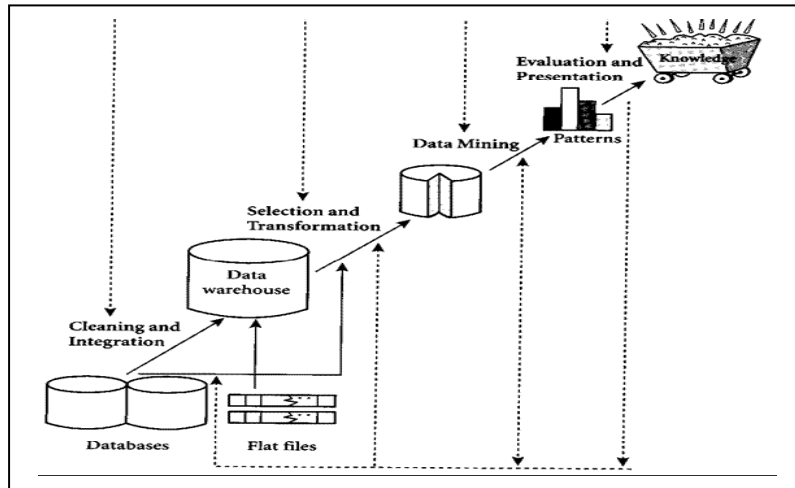 Evaluation and
Presentation
Knowledge
Patterns
Data Mining
Selection and
Transformation
Data
warehouse
Cleaning and
Integration
Databases
Flat files